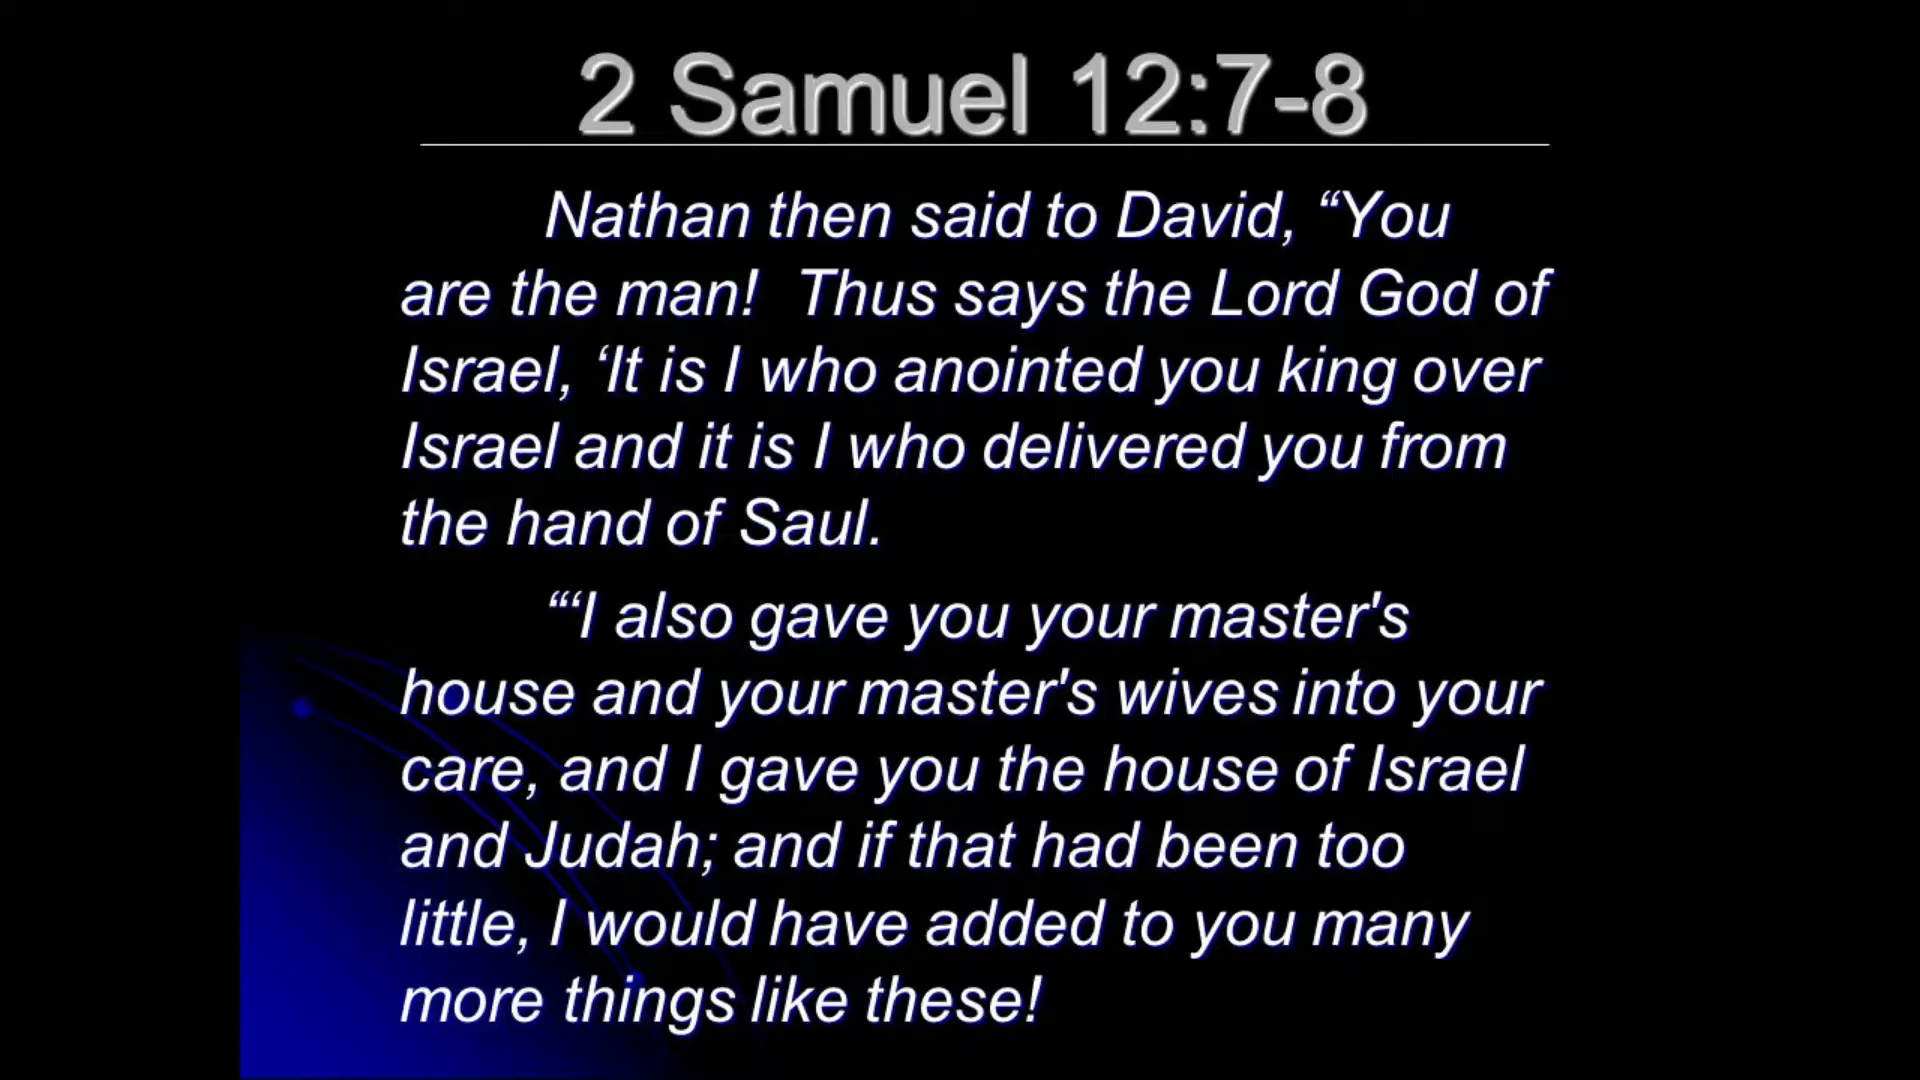 2 Samuel 12:7-8
Nathan then said to David, “You
are the man!  Thus says the Lord God of
Israel, ‘It is I who anointed you king over
Israel and it is I who delivered you from
the hand of Saul.
“‘I also gave you your master's
house and your master's wives into your
care, and I gave you the house of Israel
and Judah; and if that had been too
little, I would have added to you many
more things like these!